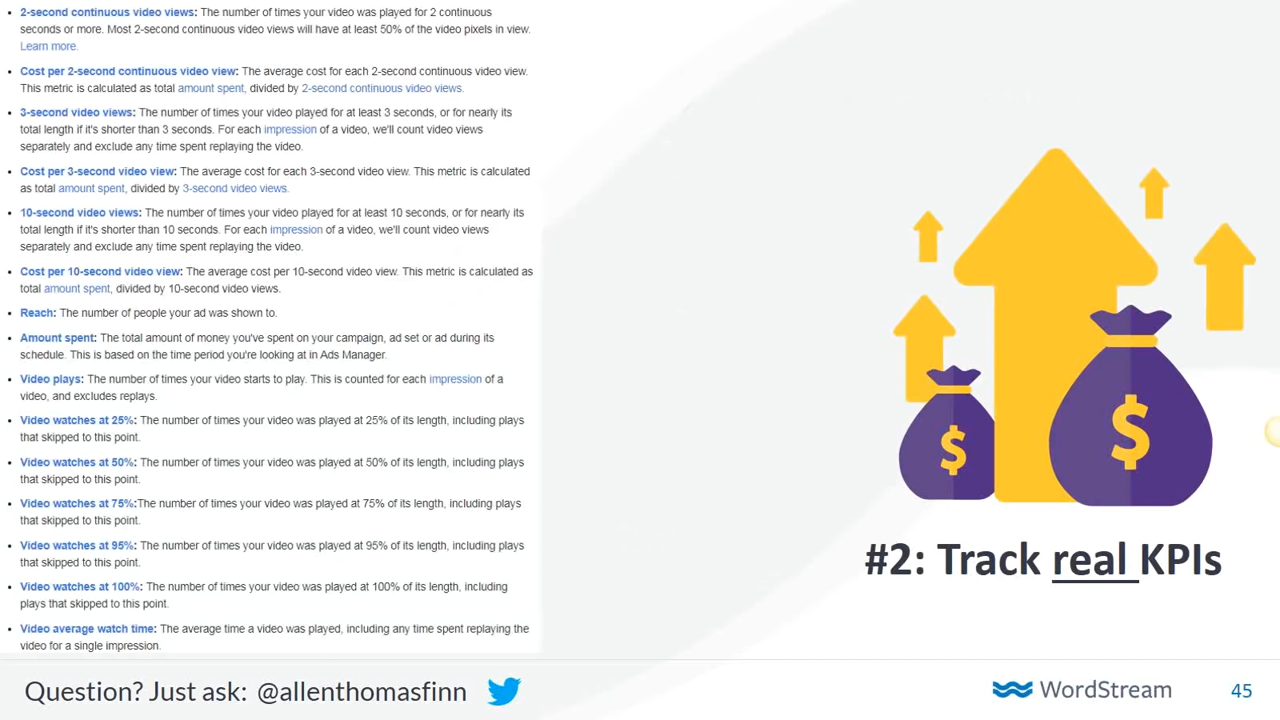 2-second continuous video views: The number of times your video was played for 2 continuous
seconds or more. Most 2-second continuous video views will have at least 50% of the video pixels in view.
Learn more.
Cost per 2-second continuous video view: The average cost for each 2-second continuous video view.
This metric is calculated as total amount spent, divided by 2-second continuous video views.
3-second video views: The number of times your video played for at least 3 seconds, or for nearly its
total length if it's shorter than 3 seconds. For each impression of a video, we'll count video views
separately and exclude any time spent replaying the video.
Cost per 3-second video view: The average cost for each 3-second video view. This metric is calculated
as total amount spent, divided by 3-second video views.
10-second video views: The number of times your video played for at least 10 seconds, or for nearly its
total length if it's shorter than 10 seconds. For each impression of a video, we'll count video views
separately and exclude any time spent replaying the video.
Cost per 10-second video view: The average cost per 10-second video view. This metric is calculated as
total amount spent, divided by 10-second video views.
Reach: The number of people your ad was shown to.
Amount spent: The total amount of money you've spent on your campaign, ad set or ad during its
schedule. This is based on the time period you're looking at in Ads Manager.
Video plays: The number of times your video starts to play. This is counted for each impression of a
video, and excludes replays.
Video watches at 25%: The number of times your video was played at 25% of its length, including plays
that skipped to this point.
Video watches at 50%: The number of times your video was played at 50% of its length, including plays
that skipped to this point.
Video watches at 75%:The number of times your video was played at 75% of its length, including plays
that skipped to this point.
Video watches at 95%: The number of times your video was played at 95% of its length, including plays
that skipped to this point.
Video watches at 100%: The number of times your video was played at 100% of its length, including
plays that skipped to this point.
Video average watch time: The average time a video was played, including any time spent replaying the
video for a single impression.
$
$
#2: Track real KPIs
Question? Just ask: @allenthomasfinn
WordStream
45